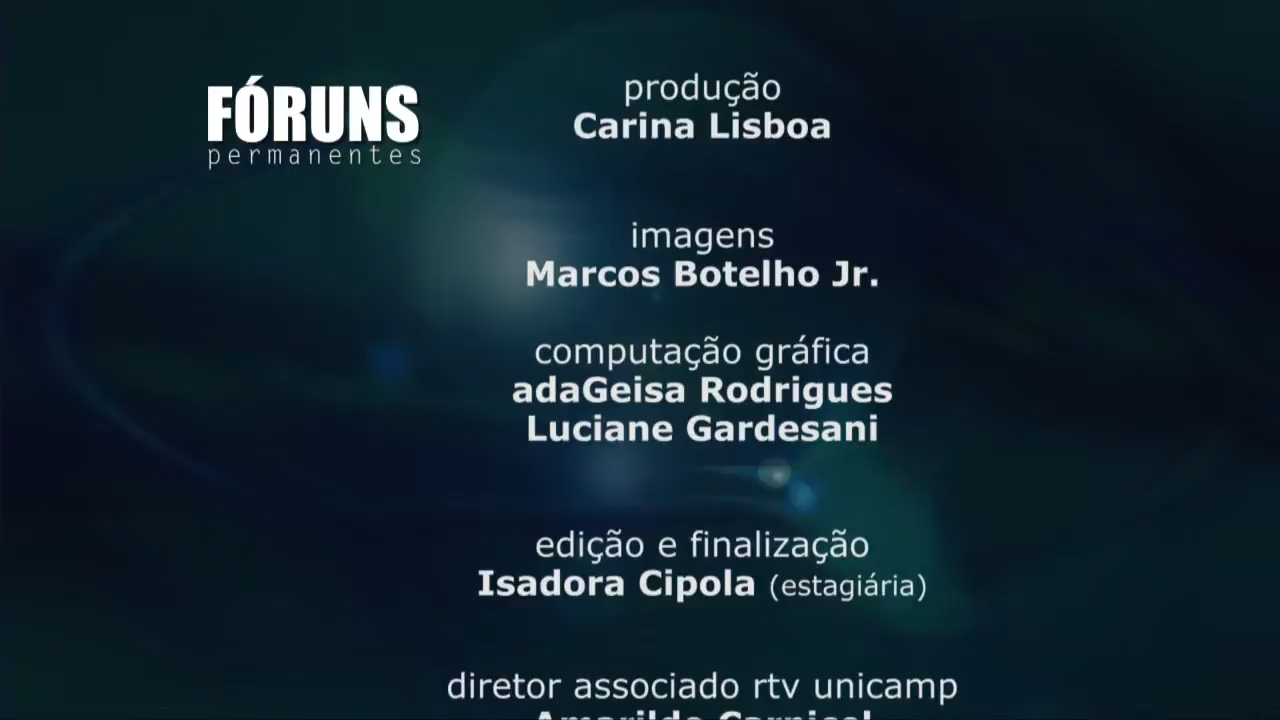 FÓRUNS
permanentes
produção
Carina Lisboa
imagens
Marcos Botelho Jr.
computação gráfica
adaGeisa Rodrigues
Luciane Gardesani
edição e finalização
Isadora Cipola (estagiária)
diretor associado rtv unicamp